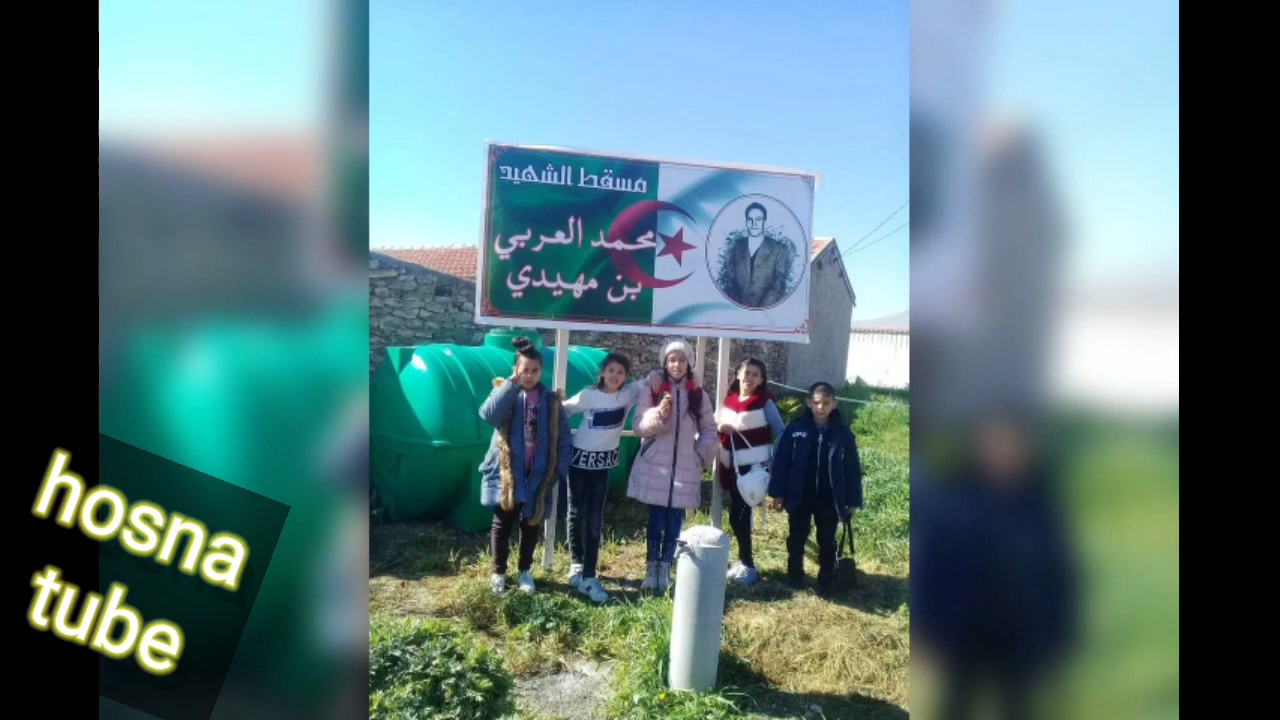 مسقط الشهيد
محمد العربي
بن مهيدي
VERSAC
hosna
tube